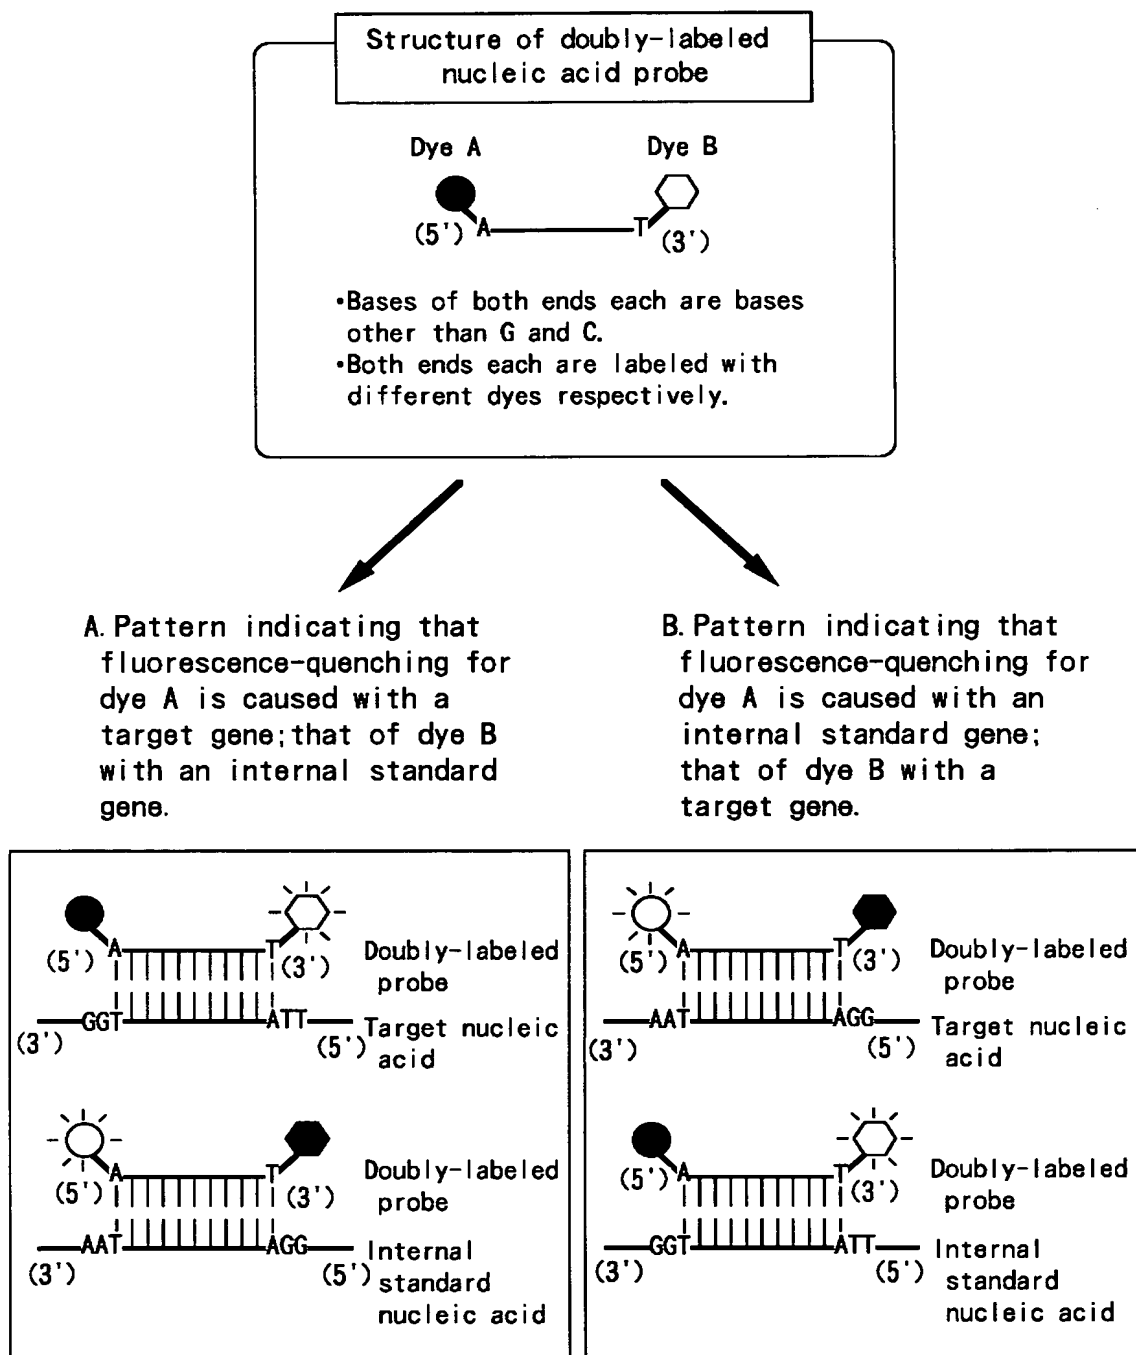 Structure of doubly-labeled
nucleic acid probe
Dye A
Dye B
(5') A
T (3')
•Bases of both ends each are bases
other than G and C.
•Both ends each are labeled with
different dyes respectively.
A. Pattern indicating that
fluorescence-quenching for
dye A is caused with a
target gene; that of dye B
with an internal standard
gene.
B. Pattern indicating that
fluorescence-quenching for
dye A is caused with an
internal standard gene;
that of dye B with a
target gene.
(5') A
T (3')
Doubly-labeled
probe
(3') GGT
ATT (5')
Target nucleic
acid
(5') A
T (3')
Doubly-labeled
probe
(3') AAT
AGG (5')
Internal
standard
nucleic acid
(5') A
T (3')
Doubly-labeled
probe
(3') AAT
AGG (5')
Target nucleic
acid
(5') A
T (3')
Doubly-labeled
probe
(3') GGT
ATT (5')
Internal
standard
nucleic acid